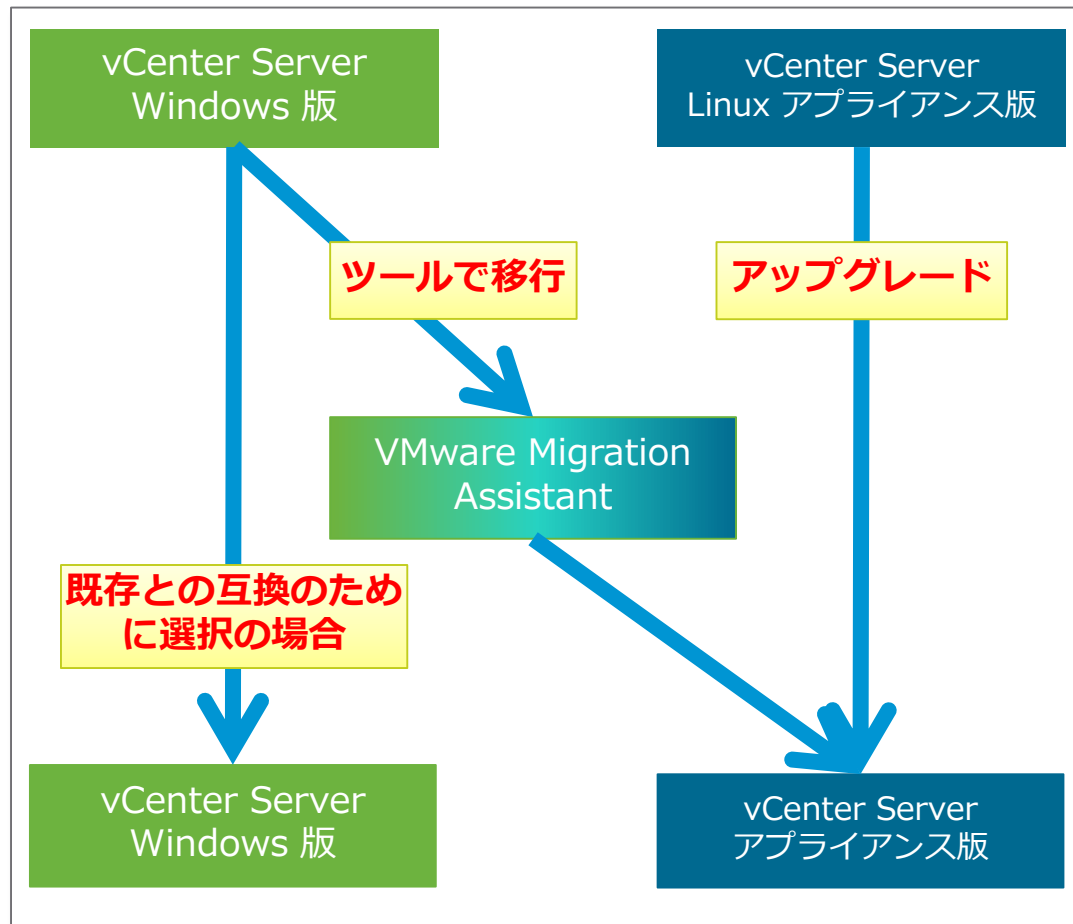 vCenter Server
Windows 版
vCenter Server
Linux アプライアンス版
ツールで移行
アップグレード
VMware Migration
Assistant
既存との互換のため
に選択の場合
vCenter Server
Windows 版
vCenter Server
アプライアンス版